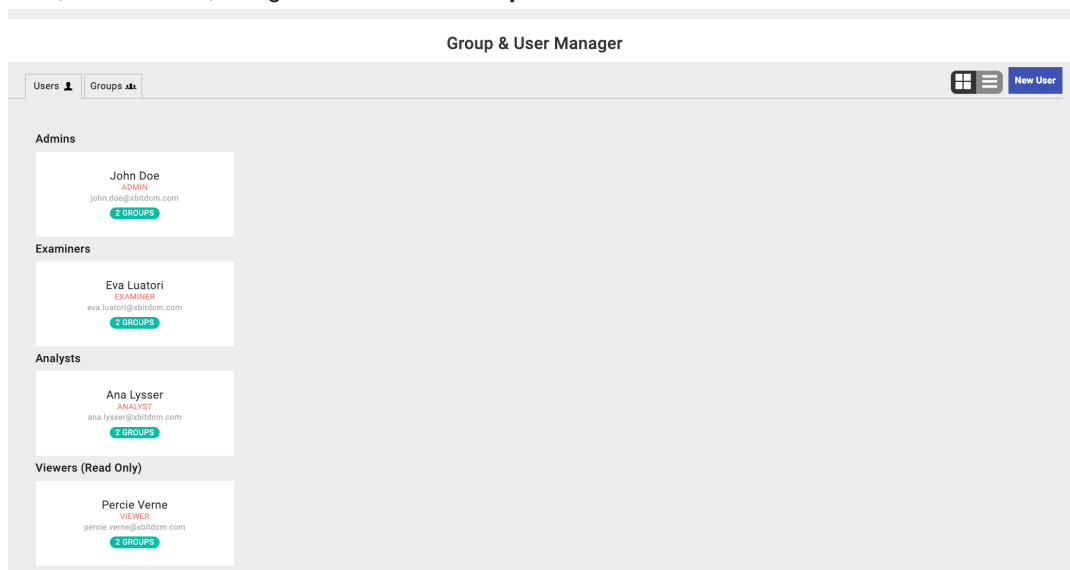 Group & User Manager
Users
Groups
New User
Admins
John Doe
ADMIN
john.doe@xbitdcm.com
2 GROUPS
Examiners
Eva Luatori
EXAMINER
eva.luatori@xbitdcm.com
2 GROUPS
Analysts
Ana Lysser
ANALYST
ana.lysser@xbitdcm.com
2 GROUPS
Viewers (Read Only)
Percie Verne
VIEWER
percie.verne@xbitdcm.com
2 GROUPS